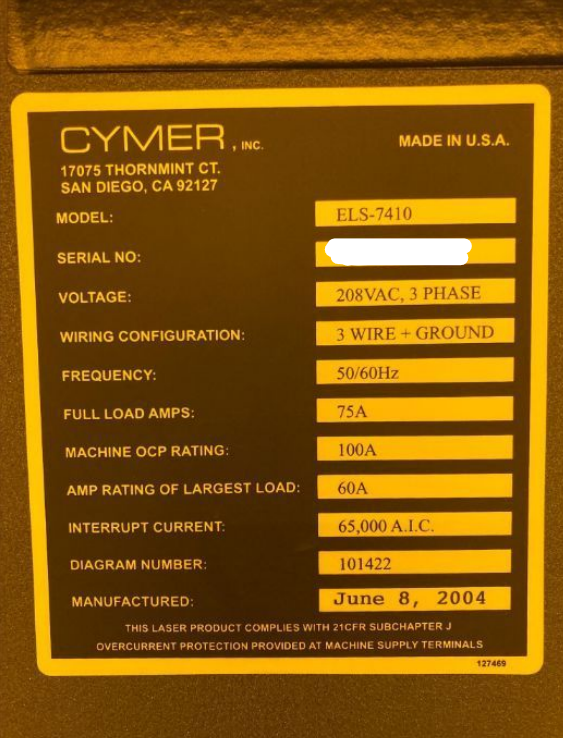 CYMER, INC.
MADE IN U.S.A.
17075 THORNMINT CT.
SAN DIEGO, CA 92127
MODEL: ELS-7410
SERIAL NO:
VOLTAGE: 208VAC, 3 PHASE
WIRING CONFIGURATION: 3 WIRE + GROUND
FREQUENCY: 50/60Hz
FULL LOAD AMPS: 75A
MACHINE OCP RATING: 100A
AMP RATING OF LARGEST LOAD: 60A
INTERRUPT CURRENT: 65,000 A.I.C.
DIAGRAM NUMBER: 101422
MANUFACTURED: June 8, 2004
THIS LASER PRODUCT COMPLIES WITH 21CFR SUBCHAPTER J
OVERCURRENT PROTECTION PROVIDED AT MACHINE SUPPLY TERMINALS
127469